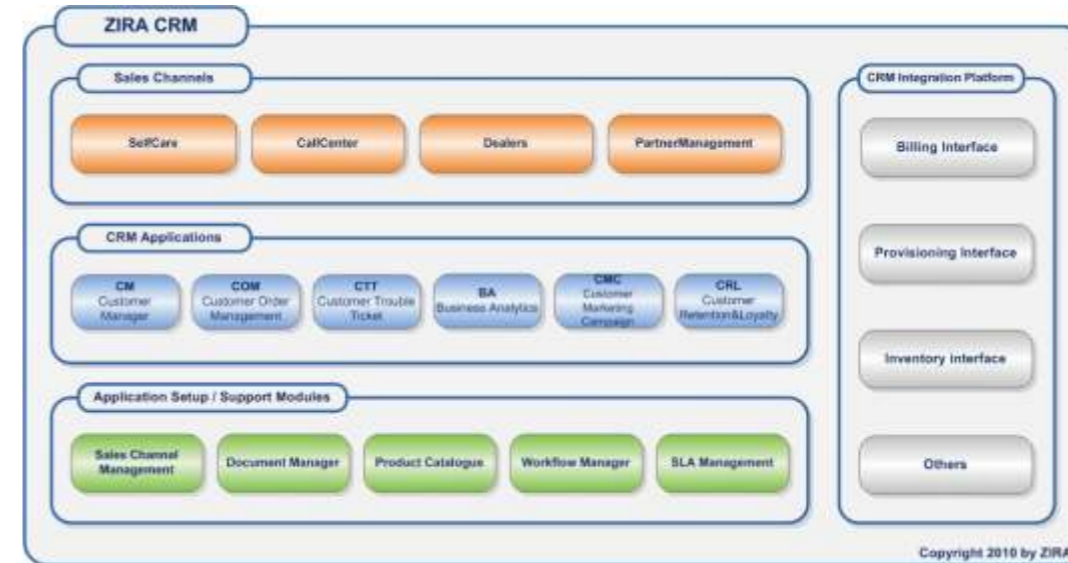 ZIRA CRM
Sales Channels
SelfCare
CallCenter
Dealers
PartnerManagement
CRM Applications
CM
Customer
Manager
COM
Customer Order
Management
CTT
Customer Trouble
Ticket
BA
Business Analytics
CMC
Customer
Marketing
Campaign
CRL
Customer
Retention&Loyalty
Application Setup / Support Modules
Sales Channel
Management
Document Manager
Product Catalogue
Workflow Manager
SLA Management
CRM Integration Platform
Billing Interface
Provisioning Interface
Inventory Interface
Others
Copyright 2010 by ZIRA